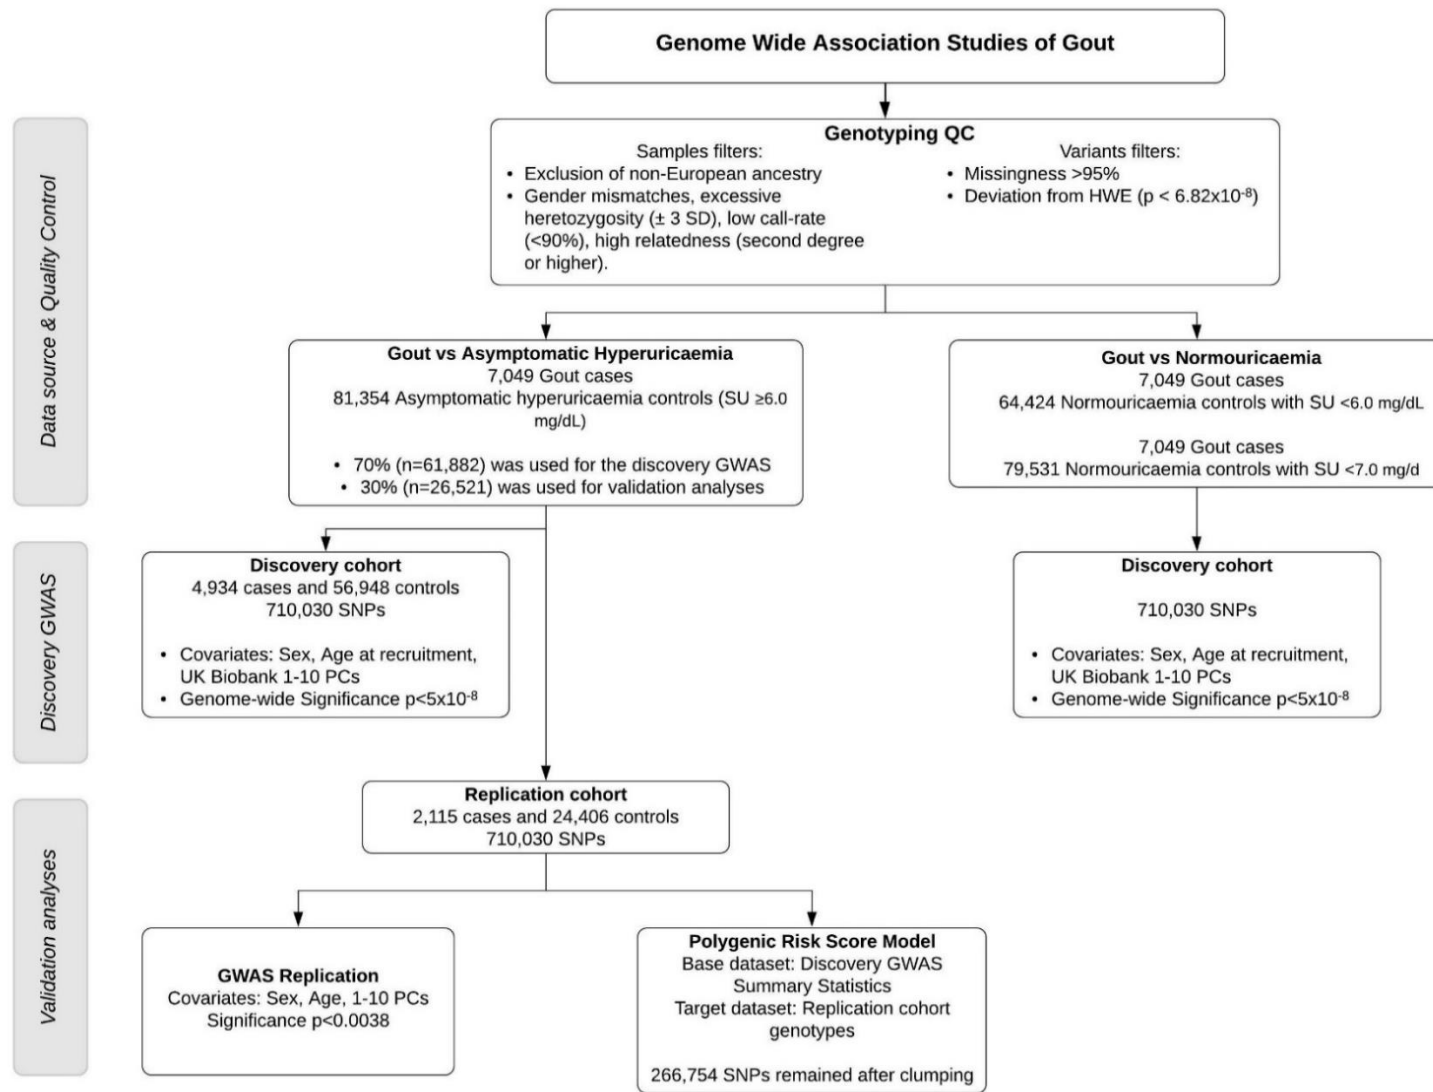 Genome Wide Association Studies of Gout
Data source & Quality Control
Genotyping QC
Samples filters:
• Exclusion of non-European ancestry
• Gender mismatches, excessive
heretozygosity (± 3 SD), low call-rate
(<90%), high relatedness (second degree
or higher).
Variants filters:
• Missingness >95%
• Deviation from HWE (p < 6.82x10⁻⁸)
Gout vs Asymptomatic Hyperuricaemia
7,049 Gout cases
81,354 Asymptomatic hyperuricaemia controls (SU ≥6.0
mg/dL)
• 70% (n=61,882) was used for the discovery GWAS
• 30% (n=26,521) was used for validation analyses
Gout vs Normouricaemia
7,049 Gout cases
64,424 Normouricaemia controls with SU <6.0 mg/dL
7,049 Gout cases
79,531 Normouricaemia controls with SU <7.0 mg/d
Discovery GWAS
Discovery cohort
4,934 cases and 56,948 controls
710,030 SNPs
• Covariates: Sex, Age at recruitment,
UK Biobank 1-10 PCs
• Genome-wide Significance p<5x10⁻⁸
Discovery cohort
710,030 SNPs
• Covariates: Sex, Age at recruitment,
UK Biobank 1-10 PCs
• Genome-wide Significance p<5x10⁻⁸
Validation analyses
Replication cohort
2,115 cases and 24,406 controls
710,030 SNPs
GWAS Replication
Covariates: Sex, Age, 1-10 PCs
Significance p<0.0038
Polygenic Risk Score Model
Base dataset: Discovery GWAS
Summary Statistics
Target dataset: Replication cohort
genotypes
266,754 SNPs remained after clumping